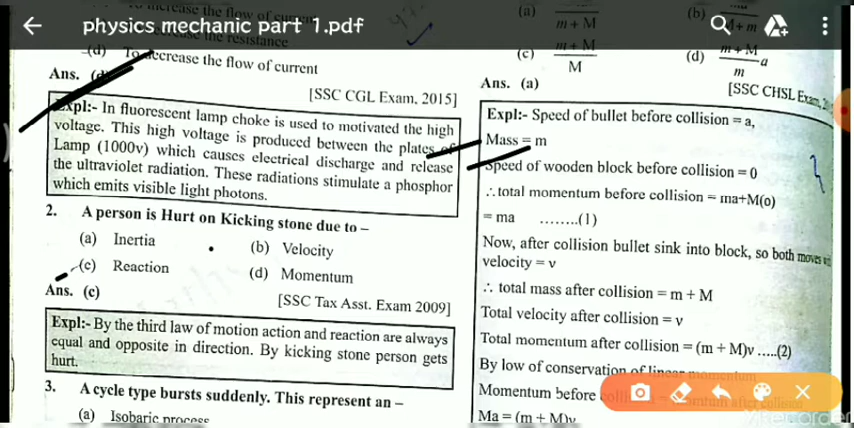 physics mechanic part 1.pdf
(d) To decrease the flow of current
Ans. (d)
[SSC CGL Exam. 2015]
Expl:- In fluorescent lamp choke is used to motivated the high
voltage. This high voltage is produced between the plates of
Lamp (1000v) which causes electrical discharge and release
the ultraviolet radiation. These radiations stimulate a phosphor
which emits visible light photons.
2. A person is Hurt on Kicking stone due to –
(a) Inertia
(b) Velocity
(c) Reaction
(d) Momentum
Ans. (c)
[SSC Tax Asst. Exam 2009]
Expl:- By the third law of motion action and reaction are always
equal and opposite in direction. By kicking stone person gets
hurt.
3. A cycle type bursts suddenly. This represent an –
(a) Isobaric process
(a) m + M
(b) M + m
(c) m + M / M
(d) m + M / m a
Ans. (a)
[SSC CHSL Exam,
Expl:- Speed of bullet before collision = a,
Mass = m
Speed of wooden block before collision = 0
∴ total momentum before collision = ma+M(o)
= ma ........(1)
Now, after collision bullet sink into block, so both moves
velocity = v
∴ total mass after collision = m + M
Total velocity after collision = v
Total momentum after collision = (m + M)v .....(2)
By low of conservation of linear momentum
Momentum before
Ma = (m + M)v